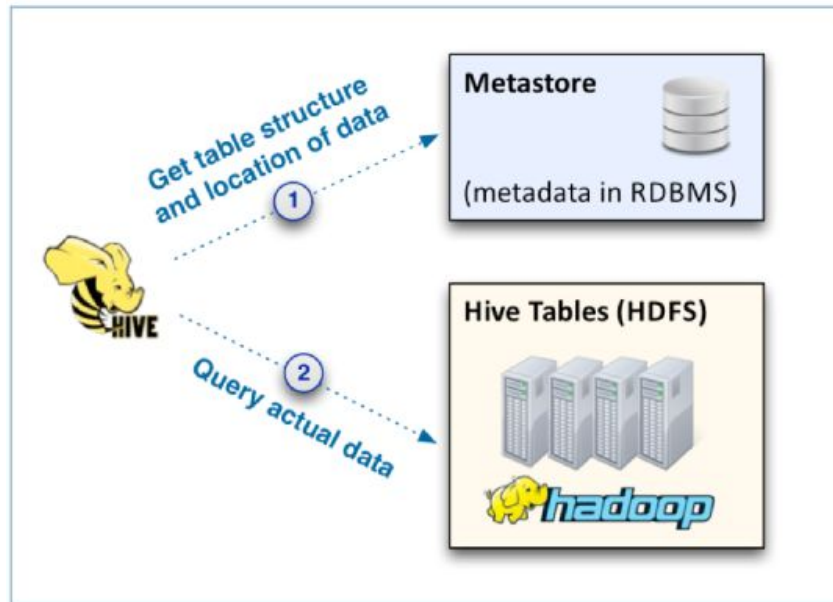 Get table structure
and location of data
1
Metastore
(metadata in RDBMS)
HIVE
2
Query actual data
Hive Tables (HDFS)
hadoop